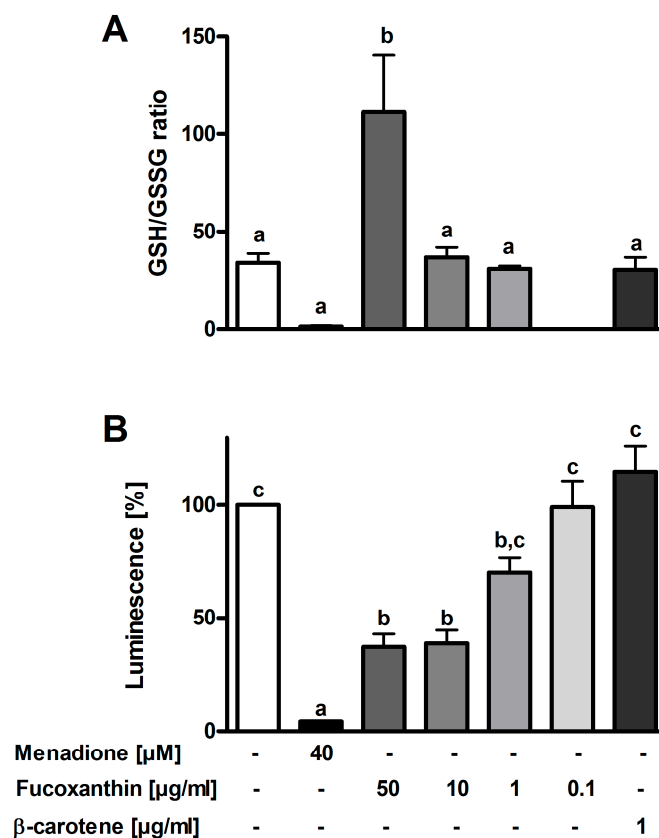 A
150
b
100
GSH/GSSG ratio
50
a
a
a
a
a
0
B
c
c
c
100
b,c
Luminescence [%]
50
b
b
a
0
Menadione [µM] - 40 - - - - -
Fucoxanthin [µg/ml] - - 50 10 1 0.1 -
β-carotene [µg/ml] - - - - - - 1